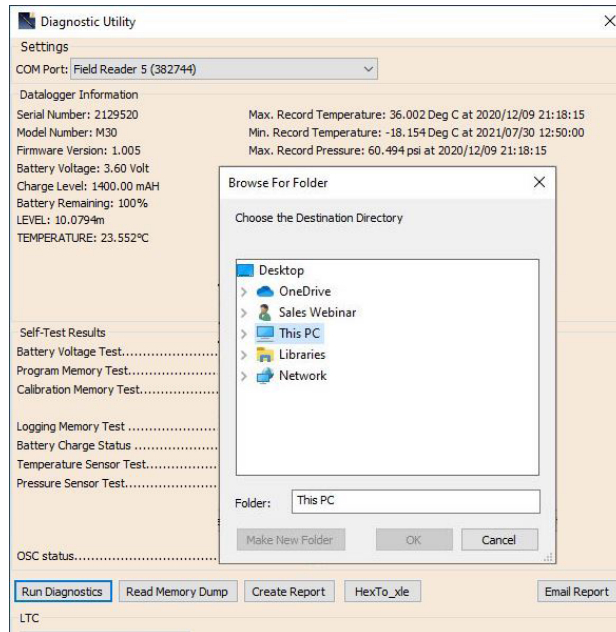 Diagnostic Utility
Settings
COM Port: Field Reader 5 (382744)
Datalogger Information
Serial Number: 2129520
Max. Record Temperature: 36.002 Deg C at 2020/12/09 21:18:15
Model Number: M30
Min. Record Temperature: -18.154 Deg C at 2021/07/30 12:50:00
Firmware Version: 1.005
Max. Record Pressure: 60.494 psi at 2020/12/09 21:18:15
Battery Voltage: 3.60 Volt
Charge Level: 1400.00 mAH
Battery Remaining: 100%
LEVEL: 10.0794m
TEMPERATURE: 23.552°C
Browse For Folder
Choose the Destination Directory
Desktop
OneDrive
Sales Webinar
This PC
Libraries
Network
Folder: This PC
Make New Folder OK Cancel
Self-Test Results
Battery Voltage Test......................
Program Memory Test....................
Calibration Memory Test................
Logging Memory Test ....................
Battery Charge Status ...................
Temperature Sensor Test................
Pressure Sensor Test.....................
OSC status..................................
Run Diagnostics Read Memory Dump Create Report HexTo_xle Email Report
LTC